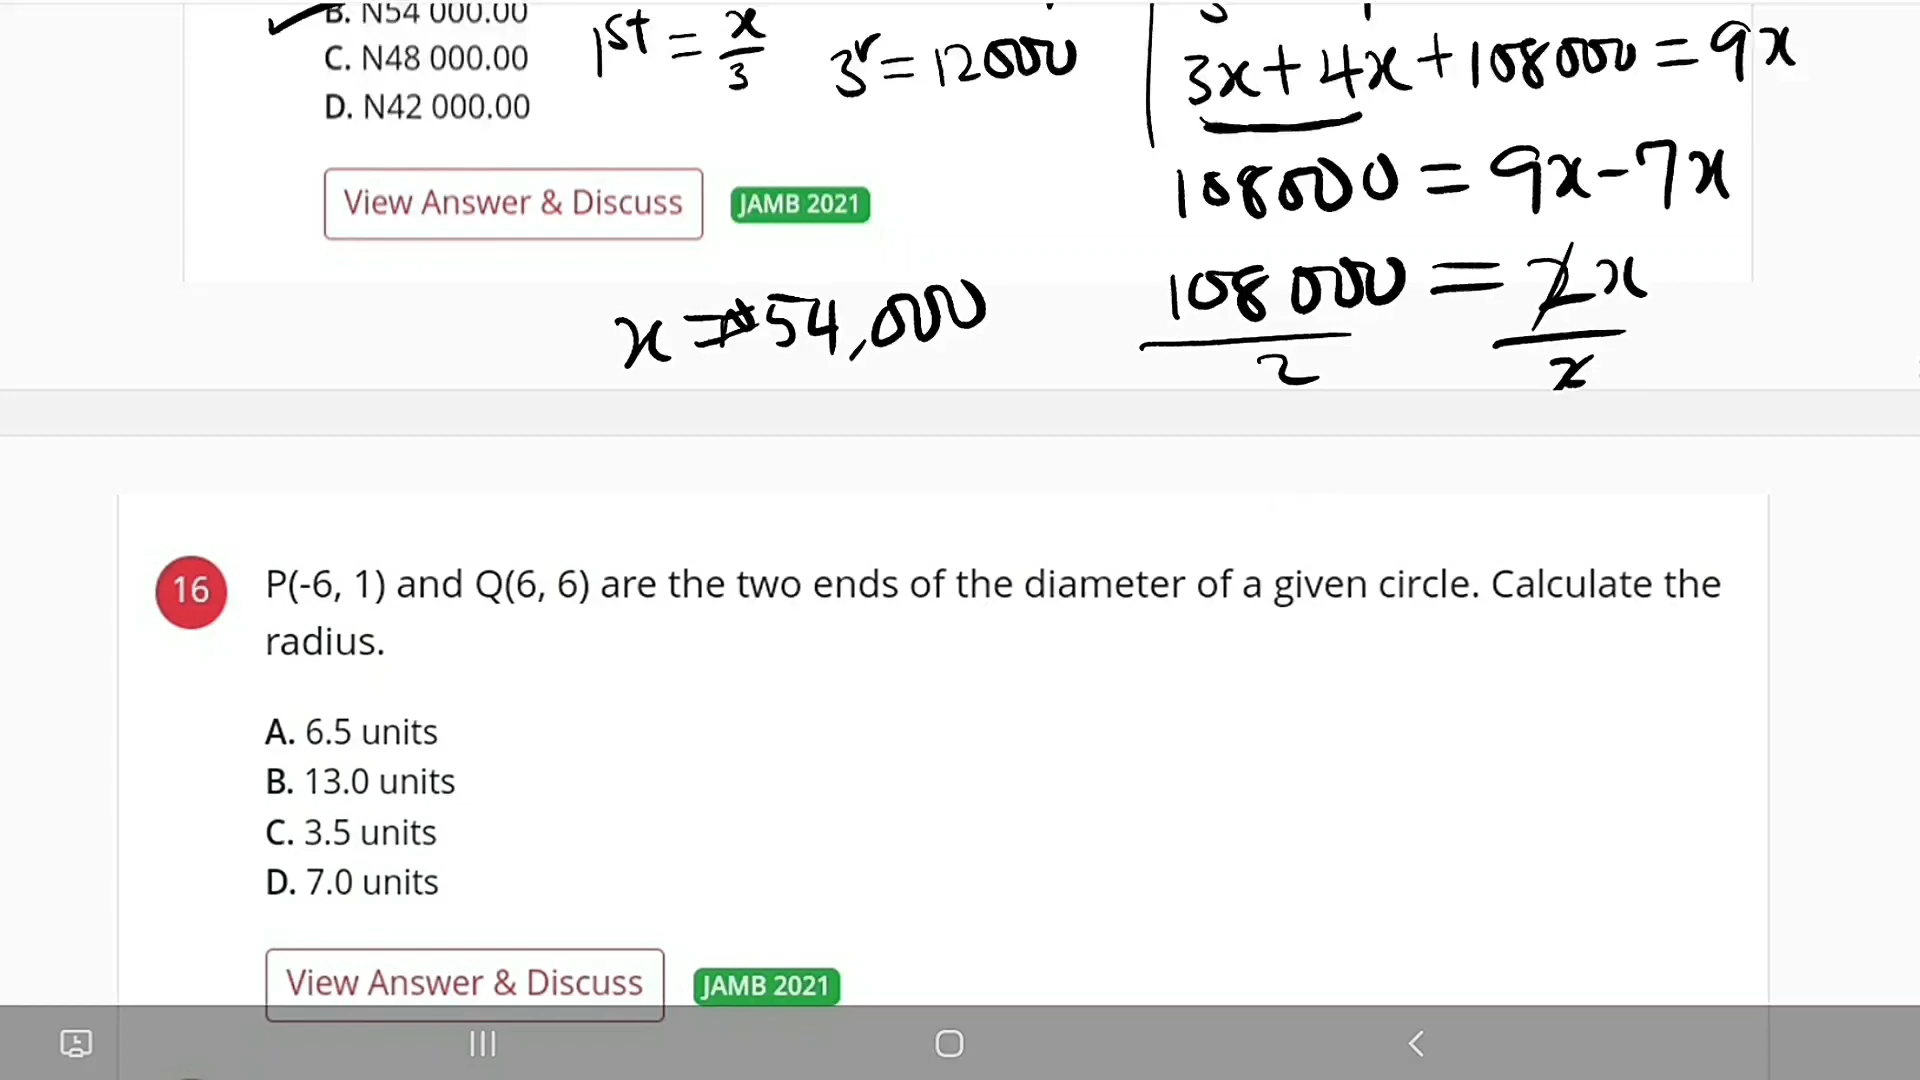 B. N54 000.00
C. N48 000.00
D. N42 000.00
1st = x/3
3r = 12000
3x + 4x + 108000 = 9x
108000 = 9x - 7x
108000/2 = 2x/2
x = ₦54,000
View Answer & Discuss JAMB 2021
16 P(-6, 1) and Q(6, 6) are the two ends of the diameter of a given circle. Calculate the
radius.
A. 6.5 units
B. 13.0 units
C. 3.5 units
D. 7.0 units
View Answer & Discuss JAMB 2021